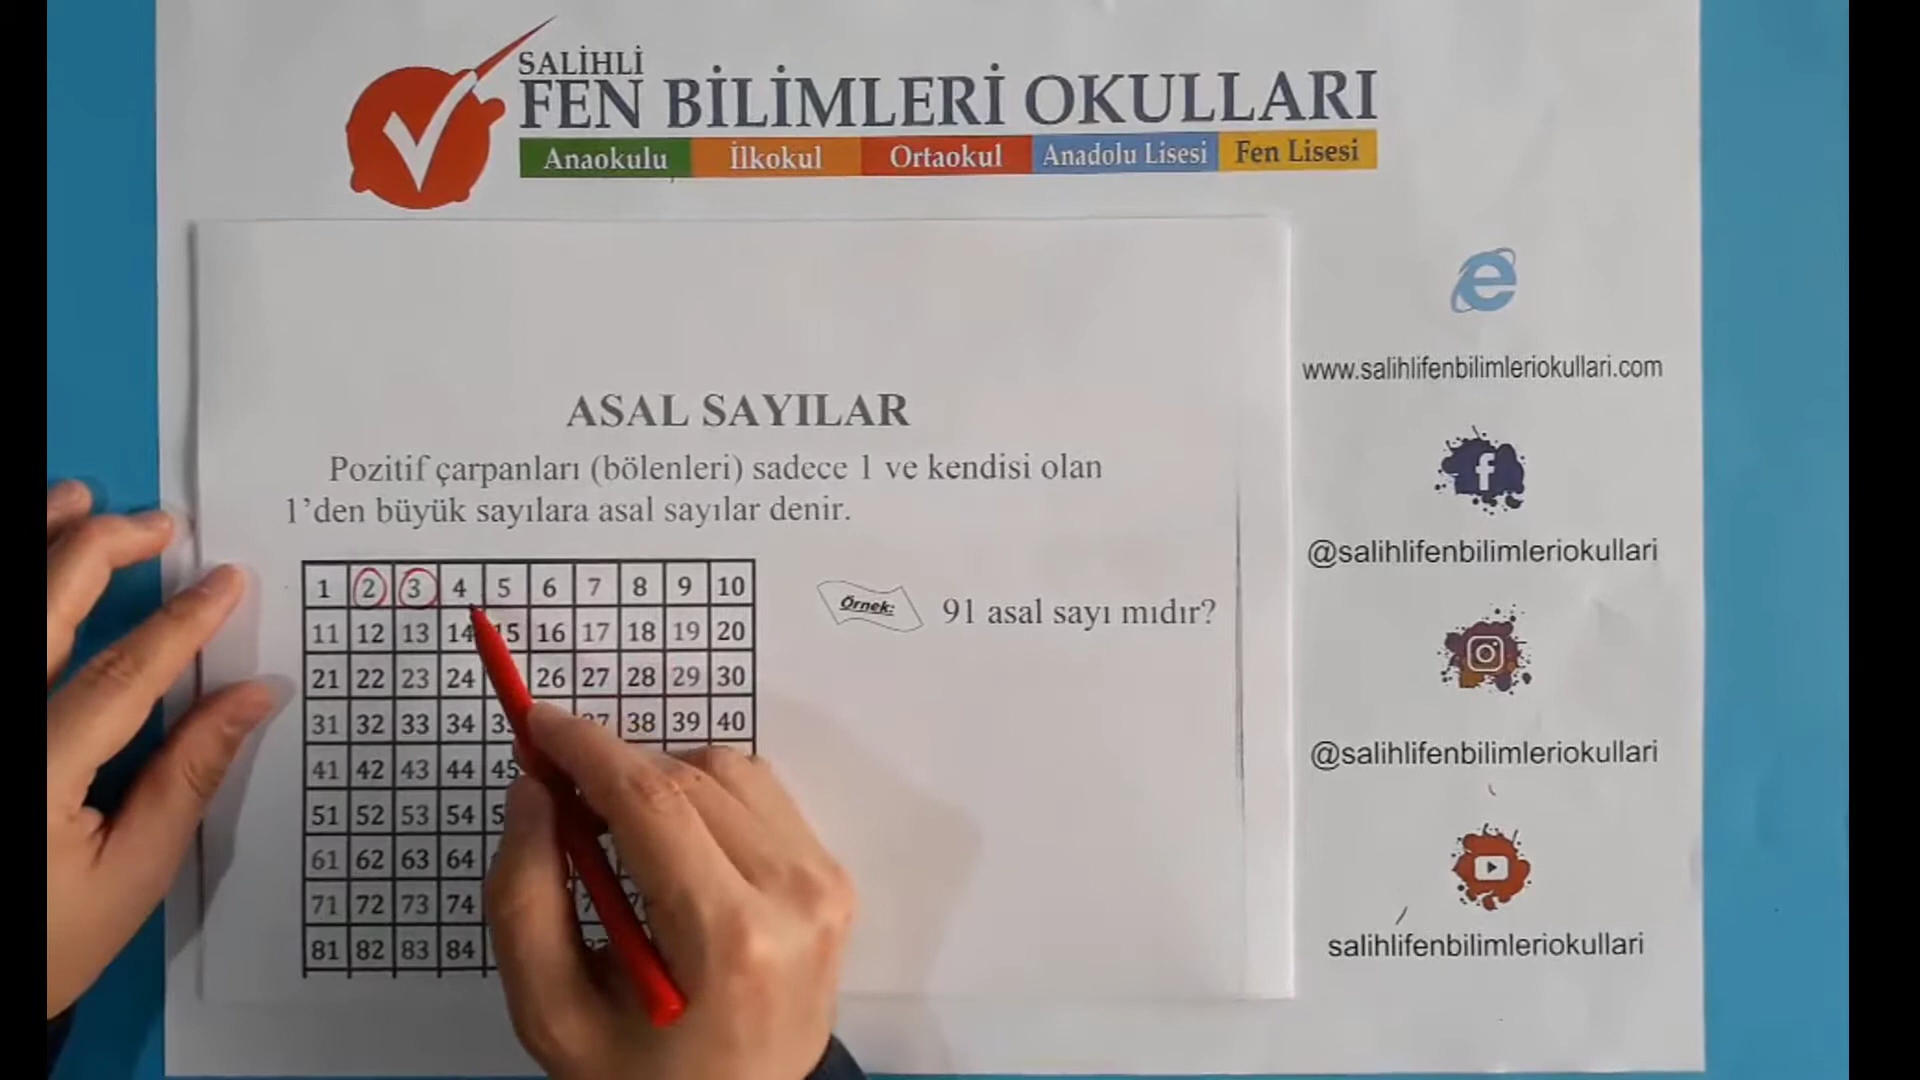 SALİHLİ
FEN BİLİMLERİ OKULLARI
Anaokulu İlkokul Ortaokul Anadolu Lisesi Fen Lisesi
www.salihlifenbilimleriokullari.com
@salihlifenbilimleriokullari
@salihlifenbilimleriokullari
salihlifenbilimleriokullari
ASAL SAYILAR
Pozitif çarpanları (bölenleri) sadece 1 ve kendisi olan
1'den büyük sayılara asal sayılar denir.
1 2 3 4 5 6 7 8 9 10
11 12 13 14 15 16 17 18 19 20
21 22 23 24 26 27 28 29 30
31 32 33 34 38 39 40
41 42 43 44 45
51 52 53 54
61 62 63 64
71 72 73 74
81 82 83 84
Örnek: 91 asal sayı mıdır?